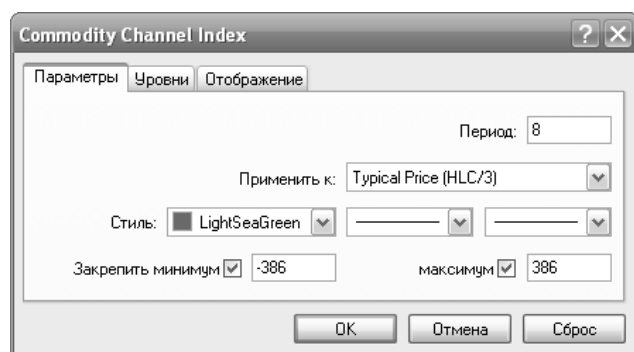 Commodity Channel Index
Параметры Уровни Отображение
Период: 8
Применить к: Typical Price (HLC/3)
Стиль: LightSeaGreen
Закрепить минимум -386 максимум 386
OK Отмена Сброс